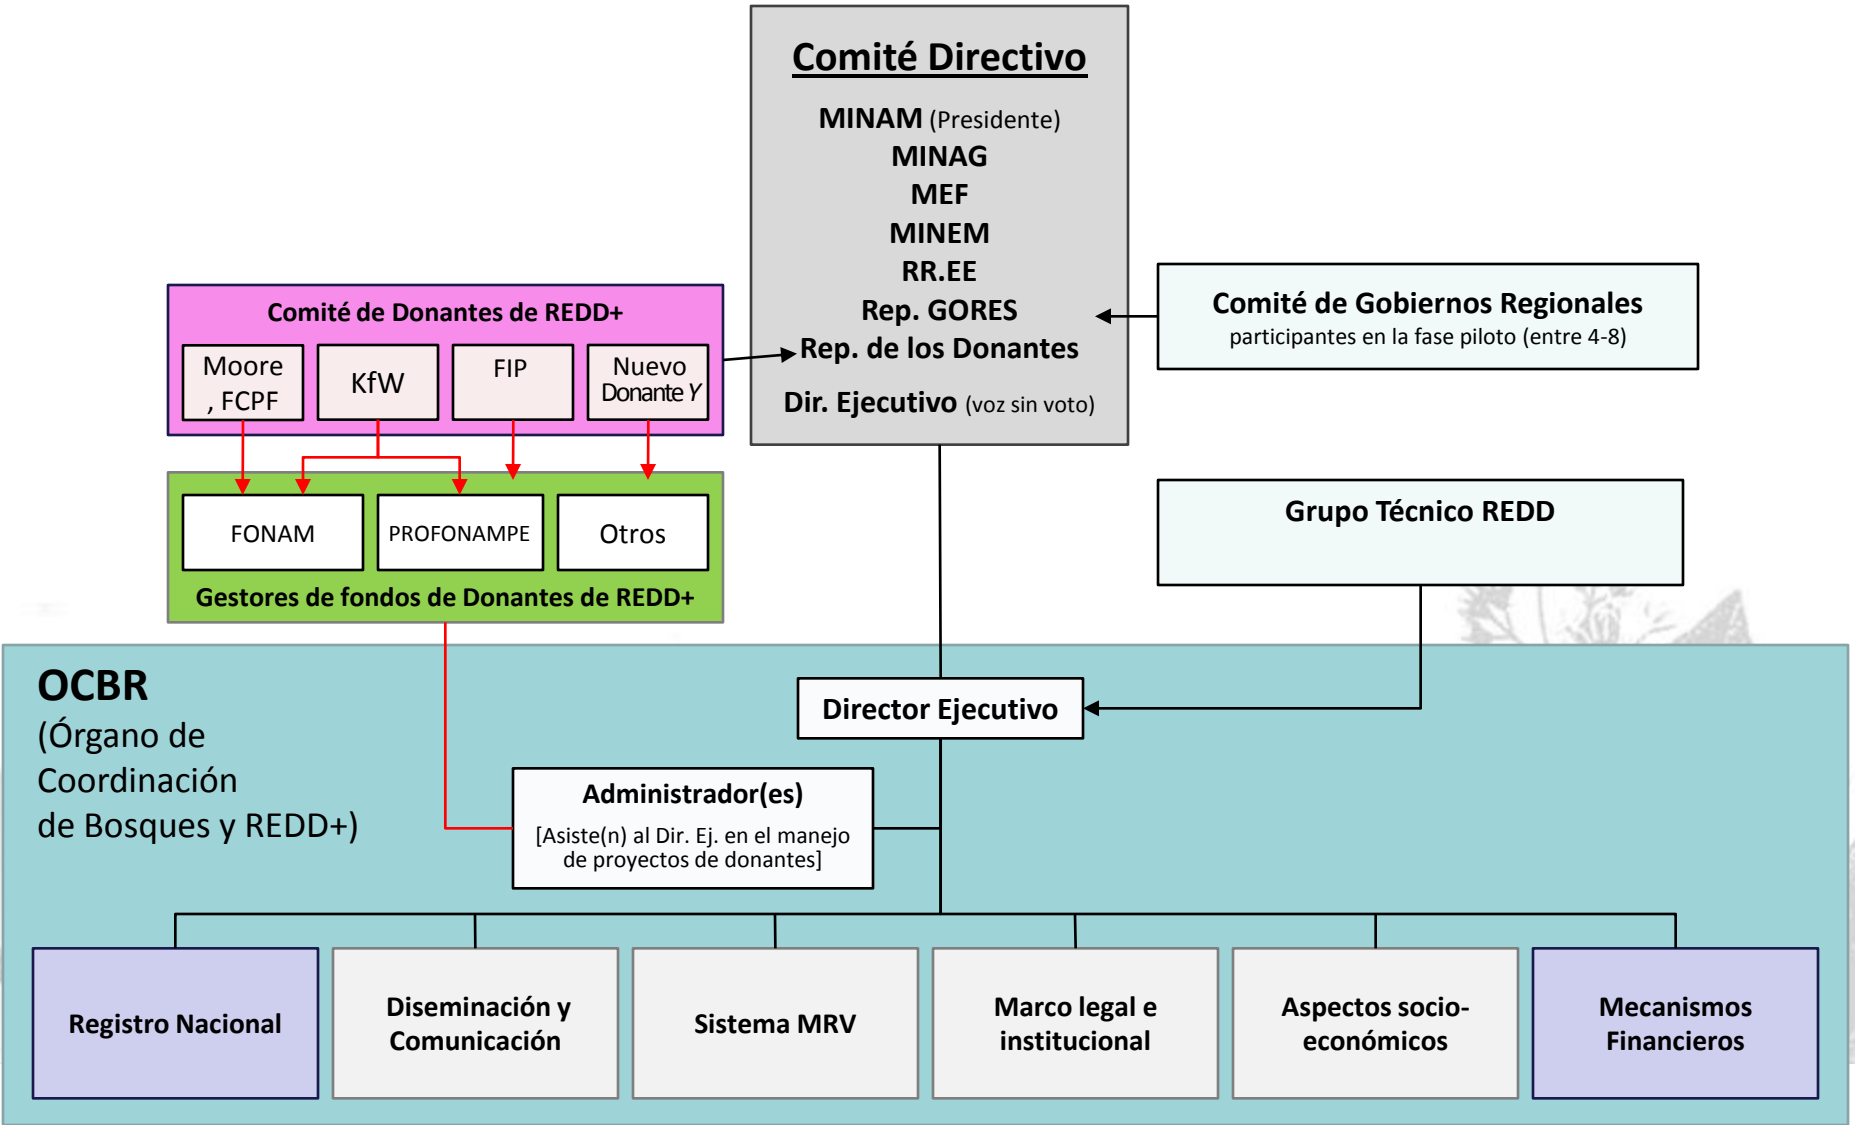 Comité Directivo
MINAM (Presidente)
MINAG
MEF
MINEM
RR.EE
Rep. GORES
Rep. de los Donantes
Dir. Ejecutivo (voz sin voto)
Comité de Donantes de REDD+
Moore
, FCPF
KfW
FIP
Nuevo
Donante Y
FONAM
PROFONAMPE
Otros
Gestores de fondos de Donantes de REDD+
Comité de Gobiernos Regionales
participantes en la fase piloto (entre 4-8)
Grupo Técnico REDD
OCBR
(Órgano de
Coordinación
de Bosques y REDD+)
Director Ejecutivo
Administrador(es)
[Asiste(n) al Dir. Ej. en el manejo
de proyectos de donantes]
Registro Nacional
Diseminación y
Comunicación
Sistema MRV
Marco legal e
institucional
Aspectos socio-
económicos
Mecanismos
Financieros